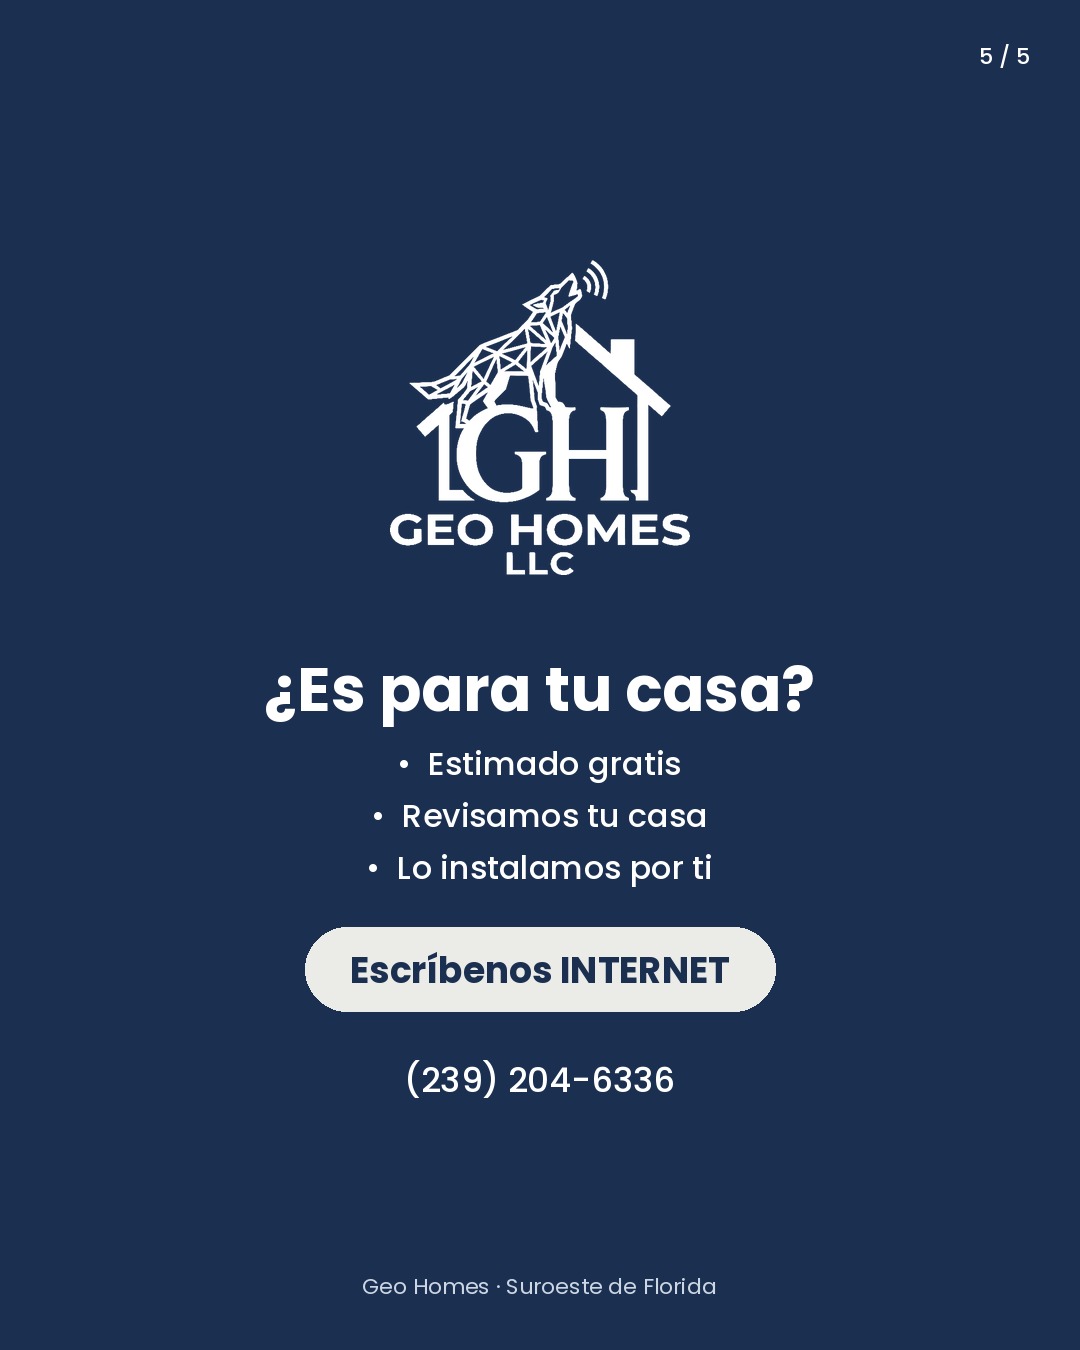 5 / 5
GH
GEO HOMES
LLC
¿Es para tu casa?
• Estimado gratis
• Revisamos tu casa
• Lo instalamos por ti
Escríbenos INTERNET
(239) 204-6336
Geo Homes · Suroeste de Florida